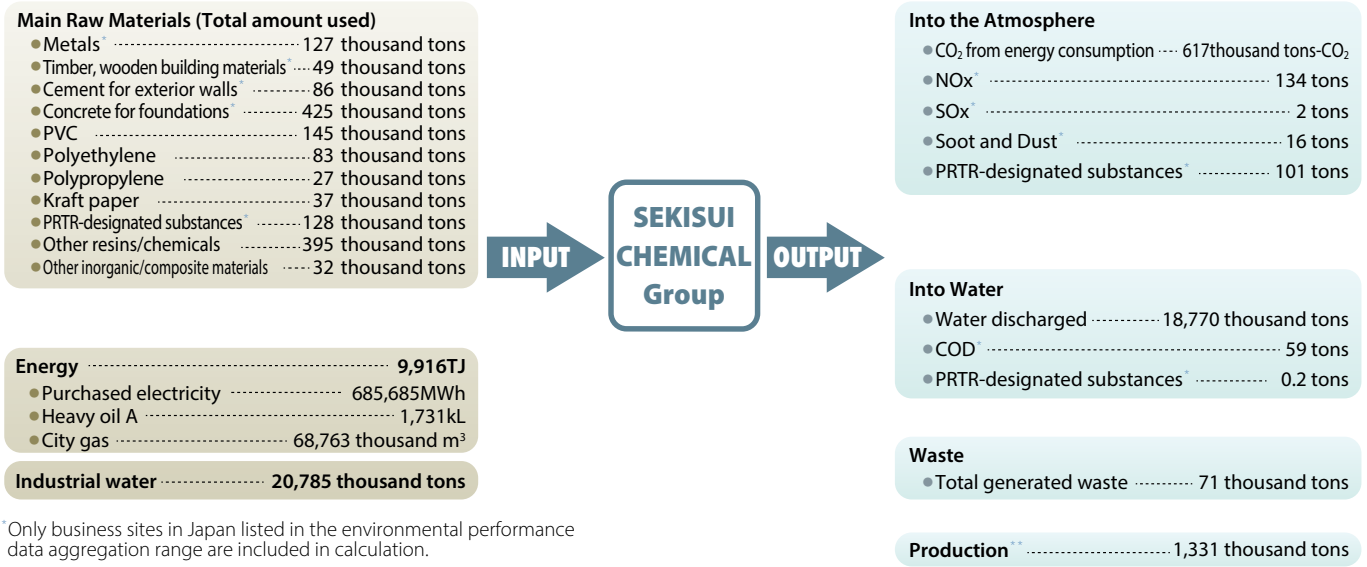 Main Raw Materials (Total amount used)
Metals* 127 thousand tons
Timber, wooden building materials* 49 thousand tons
Cement for exterior walls* 86 thousand tons
Concrete for foundations* 425 thousand tons
PVC 145 thousand tons
Polyethylene 83 thousand tons
Polypropylene 27 thousand tons
Kraft paper 37 thousand tons
PRTR-designated substances* 128 thousand tons
Other resins/chemicals 395 thousand tons
Other inorganic/composite materials 32 thousand tons
Energy 9,916TJ
Purchased electricity 685,685MWh
Heavy oil A 1,731kL
City gas 68,763 thousand m³
Industrial water 20,785 thousand tons
*Only business sites in Japan listed in the environmental performance
data aggregation range are included in calculation.
INPUT
SEKISUI
CHEMICAL
Group
OUTPUT
Into the Atmosphere
CO₂ from energy consumption 617thousand tons-CO₂
NOx* 134 tons
SOx* 2 tons
Soot and Dust* 16 tons
PRTR-designated substances* 101 tons
Into Water
Water discharged 18,770 thousand tons
COD* 59 tons
PRTR-designated substances* 0.2 tons
Waste
Total generated waste 71 thousand tons
Production** 1,331 thousand tons